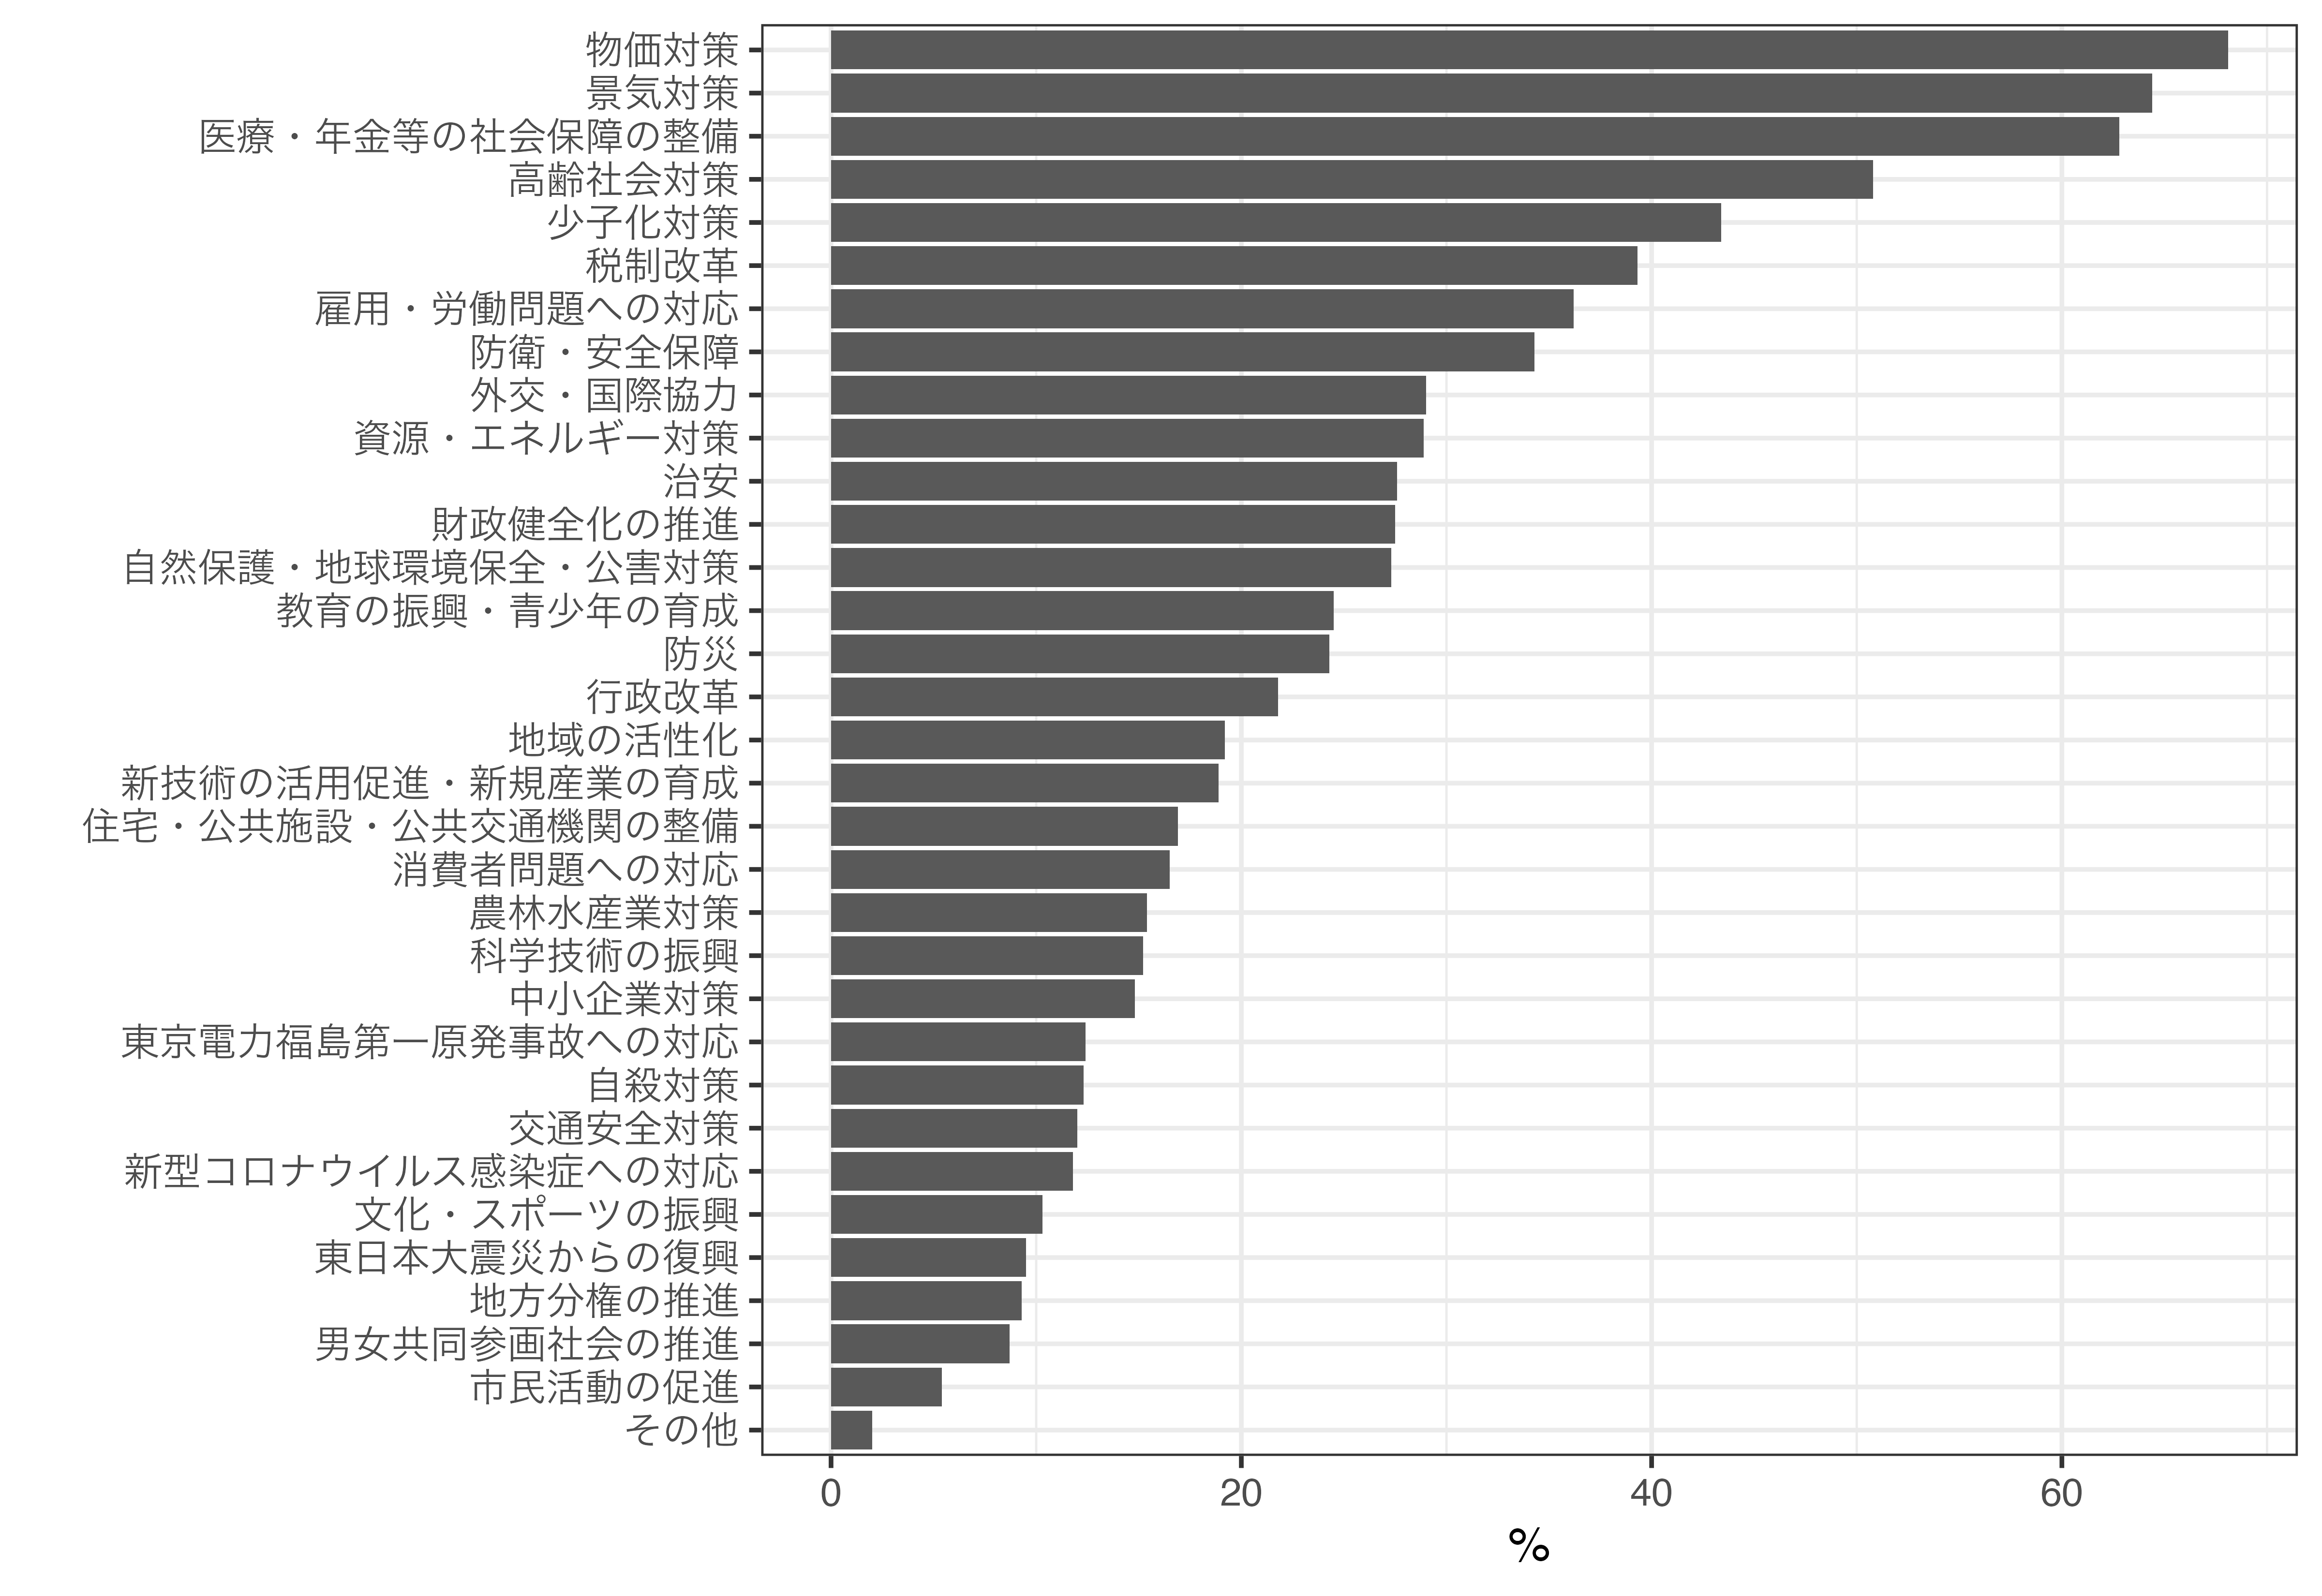 物価対策
景気対策
医療・年金等の社会保障の整備
高齢社会対策
少子化対策
税制改革
雇用・労働問題への対応
防衛・安全保障
外交・国際協力
資源・エネルギー対策
治安
財政健全化の推進
自然保護・地球環境保全・公害対策
教育の振興・青少年の育成
防災
行政改革
地域の活性化
新技術の活用促進・新規産業の育成
住宅・公共施設・公共交通機関の整備
消費者問題への対応
農林水産業対策
科学技術の振興
中小企業対策
東京電力福島第一原発事故への対応
自殺対策
交通安全対策
新型コロナウイルス感染症への対応
文化・スポーツの振興
東日本大震災からの復興
地方分権の推進
男女共同参画社会の推進
市民活動の促進
その他
0 20 40 60
%